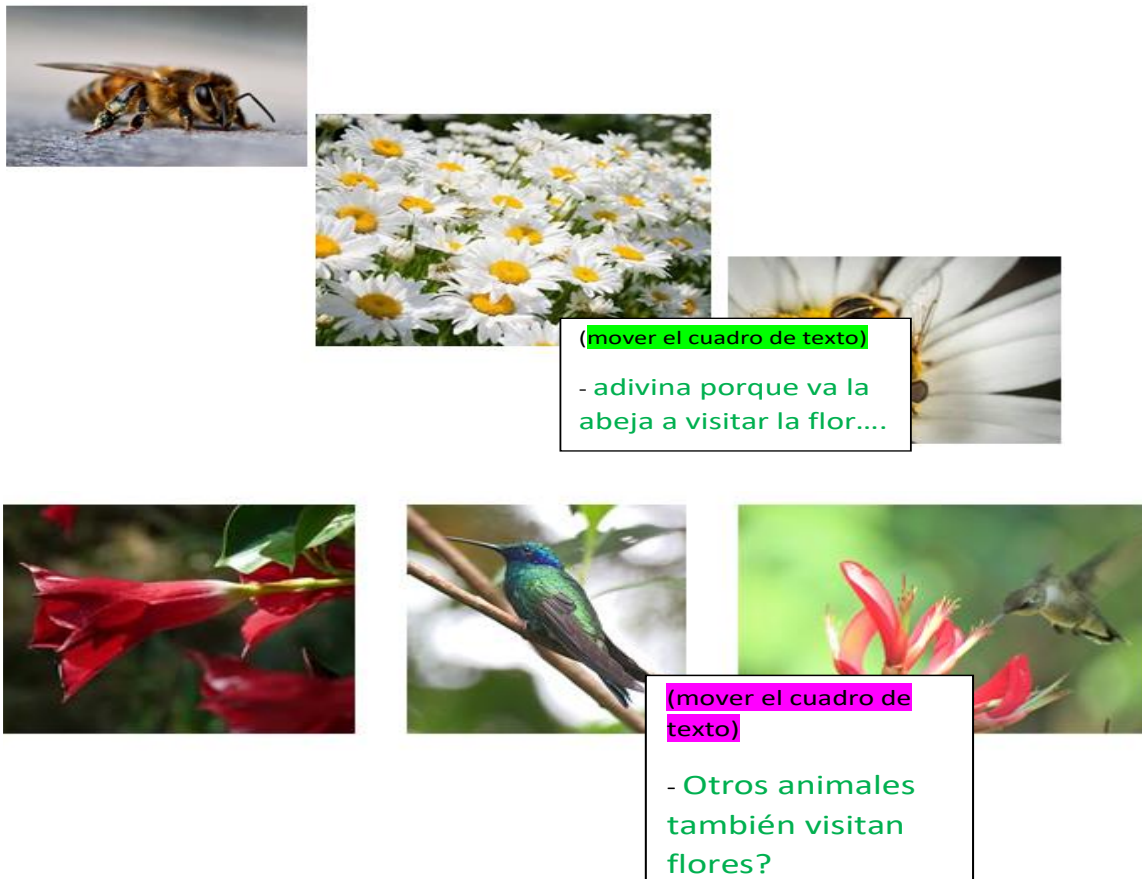 (mover el cuadro de texto)
- adivina porque va la
abeja a visitar la flor....
(mover el cuadro de
texto)
- Otros animales
también visitan
flores?